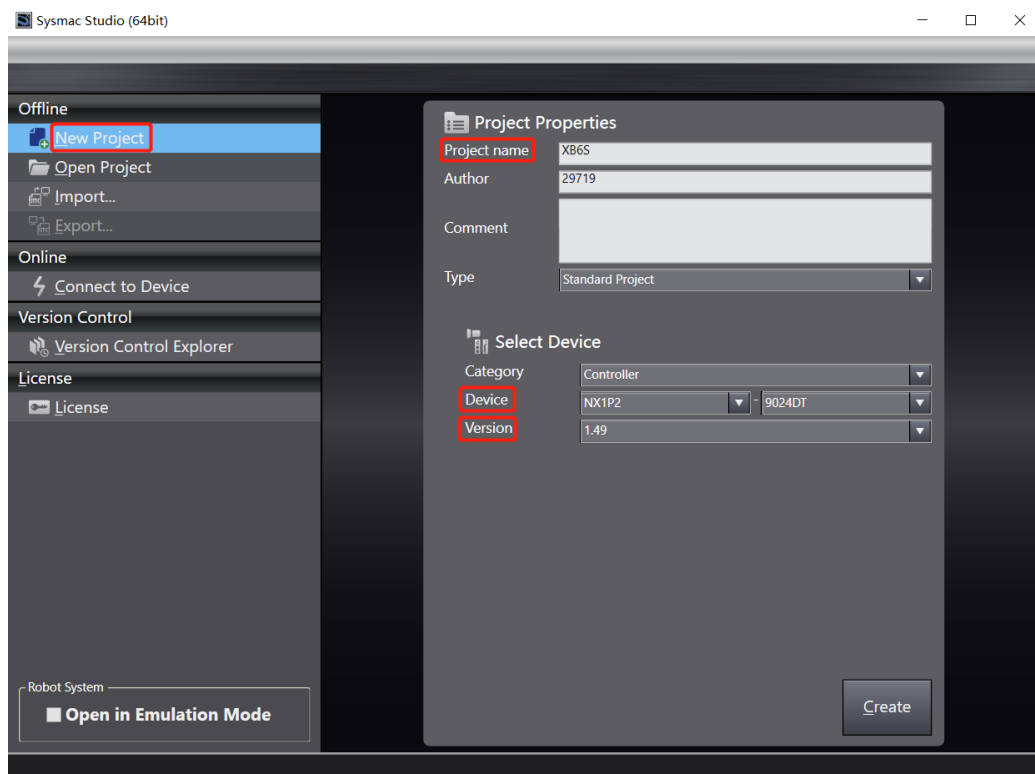 Sysmac Studio (64bit)
Offline
New Project
Open Project
Import...
Export...
Online
Connect to Device
Version Control
Version Control Explorer
License
License
Robot System
Open in Emulation Mode
Project Properties
Project name XB6S
Author 29719
Comment
Type Standard Project
Select Device
Category Controller
Device NX1P2 - 9024DT
Version 1.49
Create